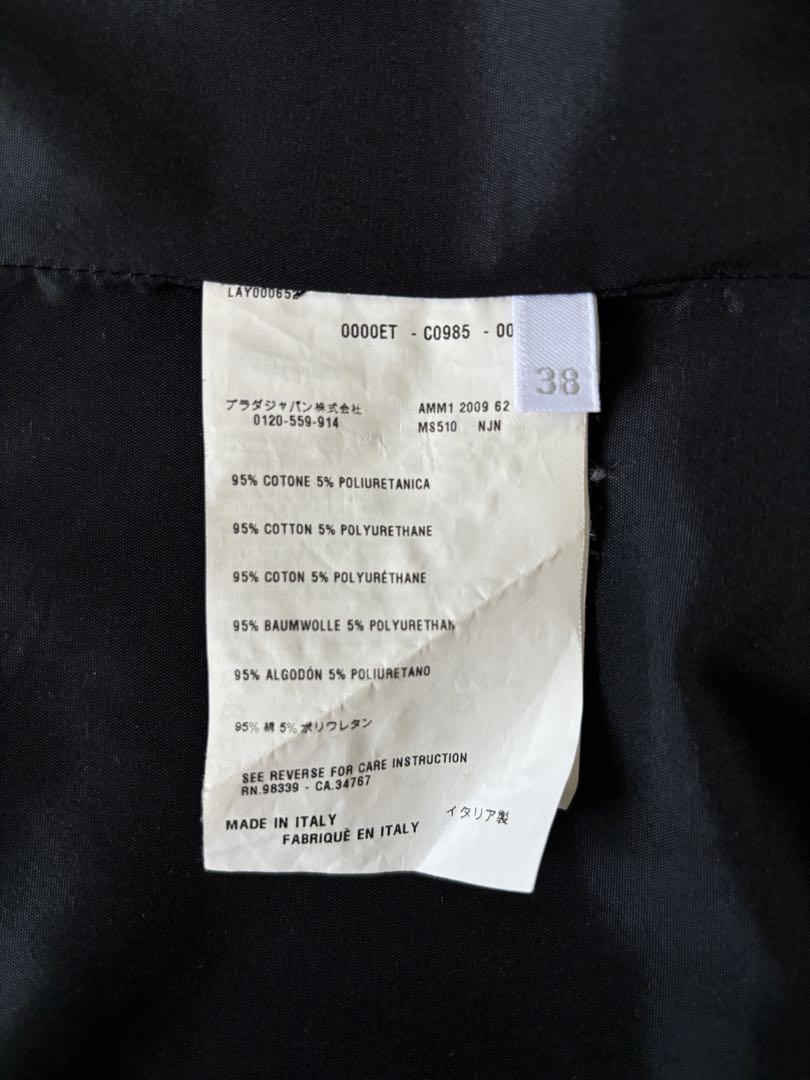 LAY000652
0000ET - C0985 - 00
38
プラダジャパン株式会社
0120-559-914
AMM1 2009 62
MS510 NJN
95% COTONE 5% POLIURETANICA
95% COTTON 5% POLYURETHANE
95% COTON 5% POLYURÉTHANE
95% BAUMWOLLE 5% POLYURETHAN
95% ALGODÓN 5% POLIURETANO
95% 綿 5% ポリウレタン
SEE REVERSE FOR CARE INSTRUCTION
RN.98339 - CA.34767
MADE IN ITALY
FABRIQUÈ EN ITALY
イタリア製